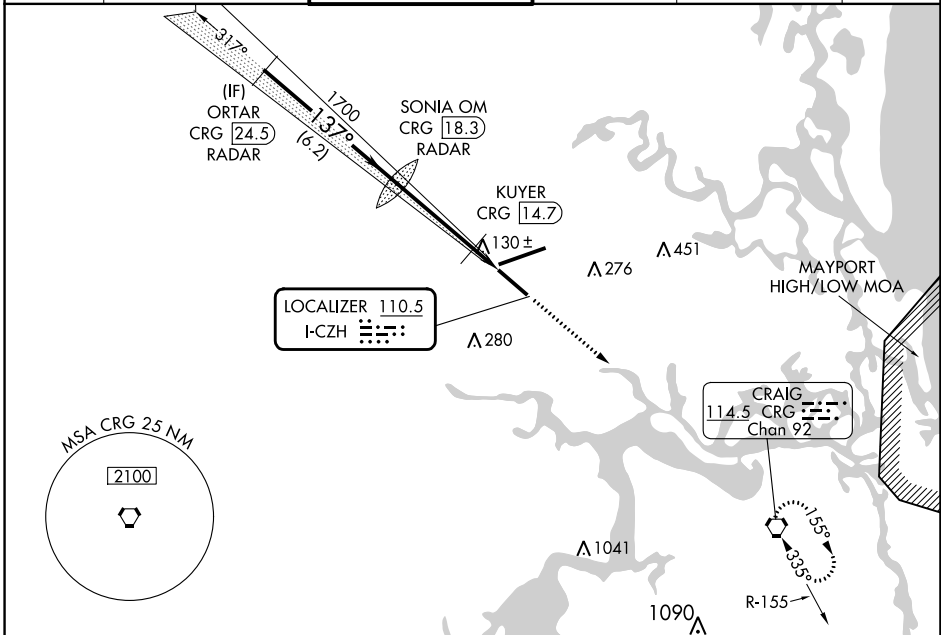 317°
(IF)
ORTAR
CRG 24.5
RADAR
1700
137°
(6.2)
SONIA OM
CRG 18.3
RADAR
KUYER
CRG 14.7
130 ±
276
451
MAYPORT
HIGH/LOW MOA
LOCALIZER 110.5
I-CZH
280
CRAIG
114.5 CRG
Chan 92
MSA CRG 25 NM
2100
155°
335°
1041
R-155
1090